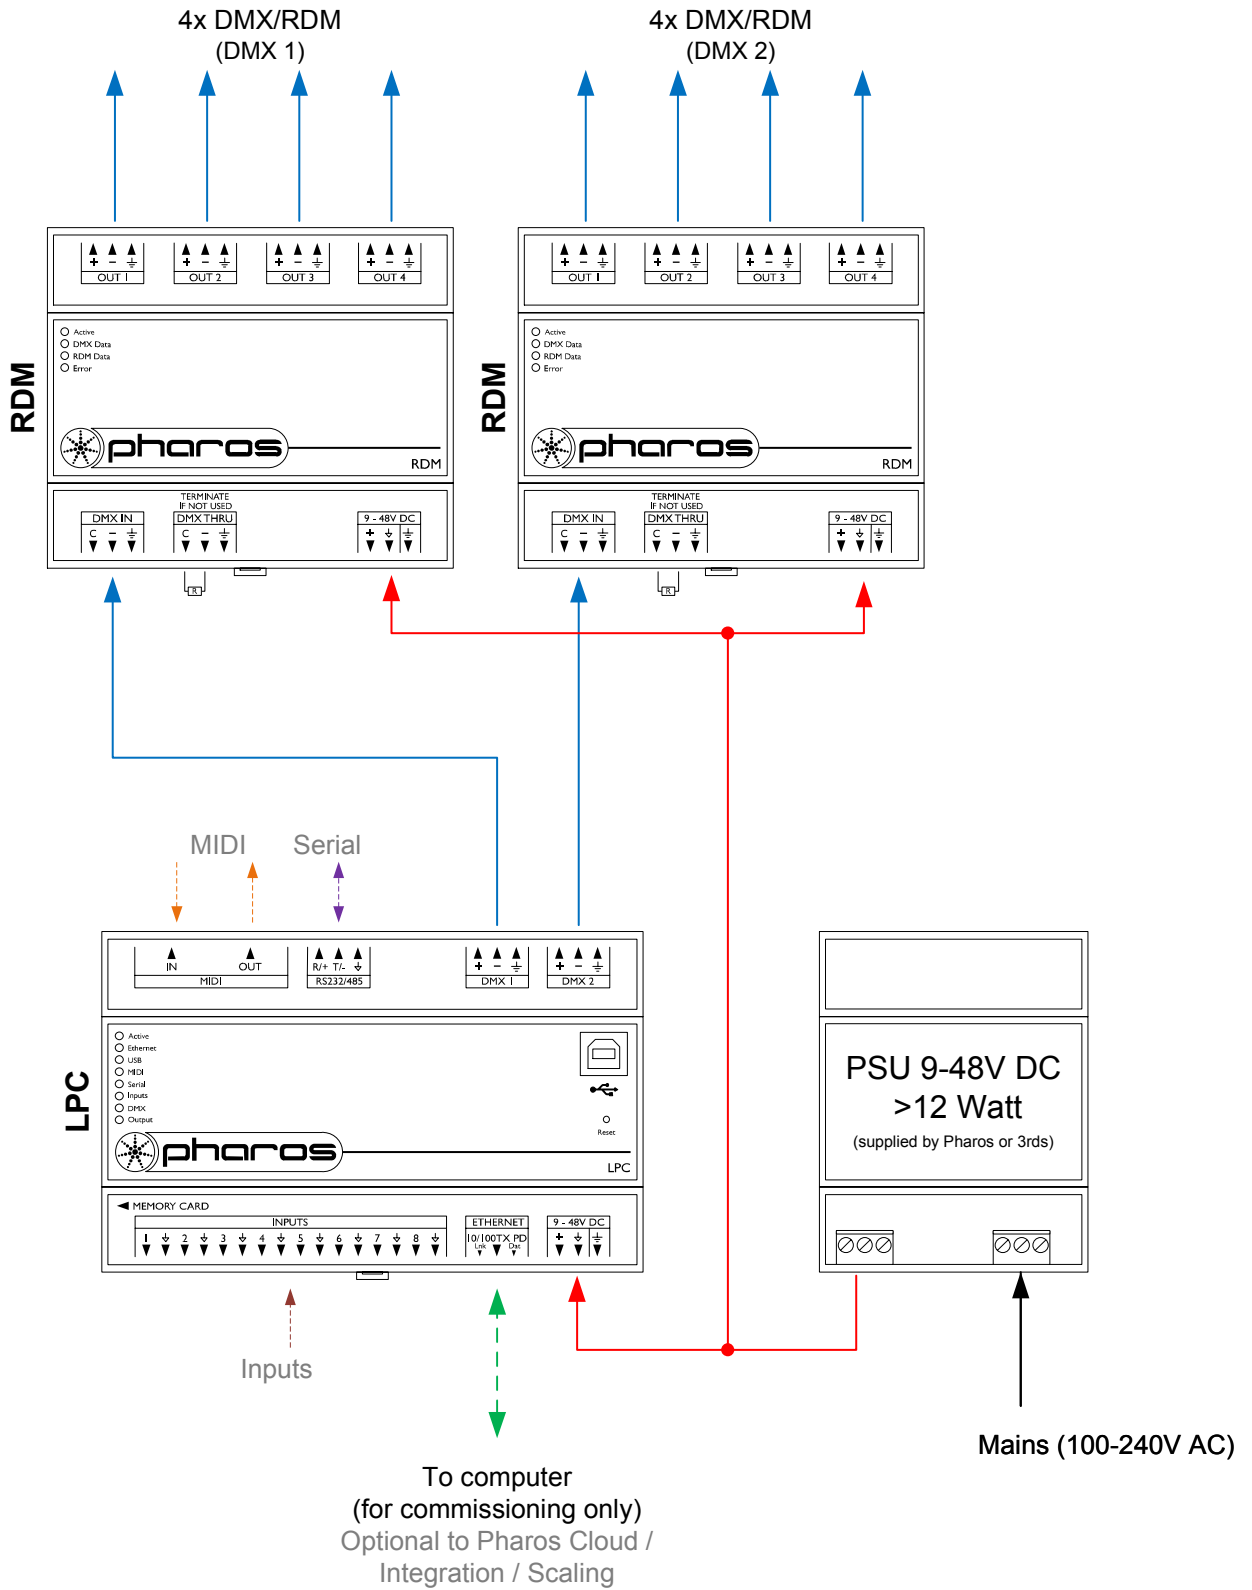 4x DMX/RDM
(DMX 1)
4x DMX/RDM
(DMX 2)
+ −
+ −
+ −
+ −
OUT 1
OUT 2
OUT 3
OUT 4
Active
DMX Data
RDM Data
Error
RDM
pharos
RDM
TERMINATE
IF NOT USED
DMX IN
DMX THRU
9 - 48V DC
C −
C −
+
R
+ −
+ −
+ −
+ −
OUT 1
OUT 2
OUT 3
OUT 4
Active
DMX Data
RDM Data
Error
RDM
pharos
RDM
TERMINATE
IF NOT USED
DMX IN
DMX THRU
9 - 48V DC
C −
C −
+
R
MIDI
Serial
IN
OUT
MIDI
R/+ T/-
RS232/485
+ −
DMX 1
+ −
DMX 2
Active
Ethernet
USB
MIDI
Serial
Inputs
DMX
Output
Reset
LPC
pharos
LPC
MEMORY CARD
INPUTS
1 2 3 4 5 6 7 8
ETHERNET
10/100TX PD
Lnk Dat
9 - 48V DC
+
PSU 9-48V DC
>12 Watt
(supplied by Pharos or 3rds)
Inputs
Mains (100-240V AC)
To computer
(for commissioning only)
Optional to Pharos Cloud /
Integration / Scaling